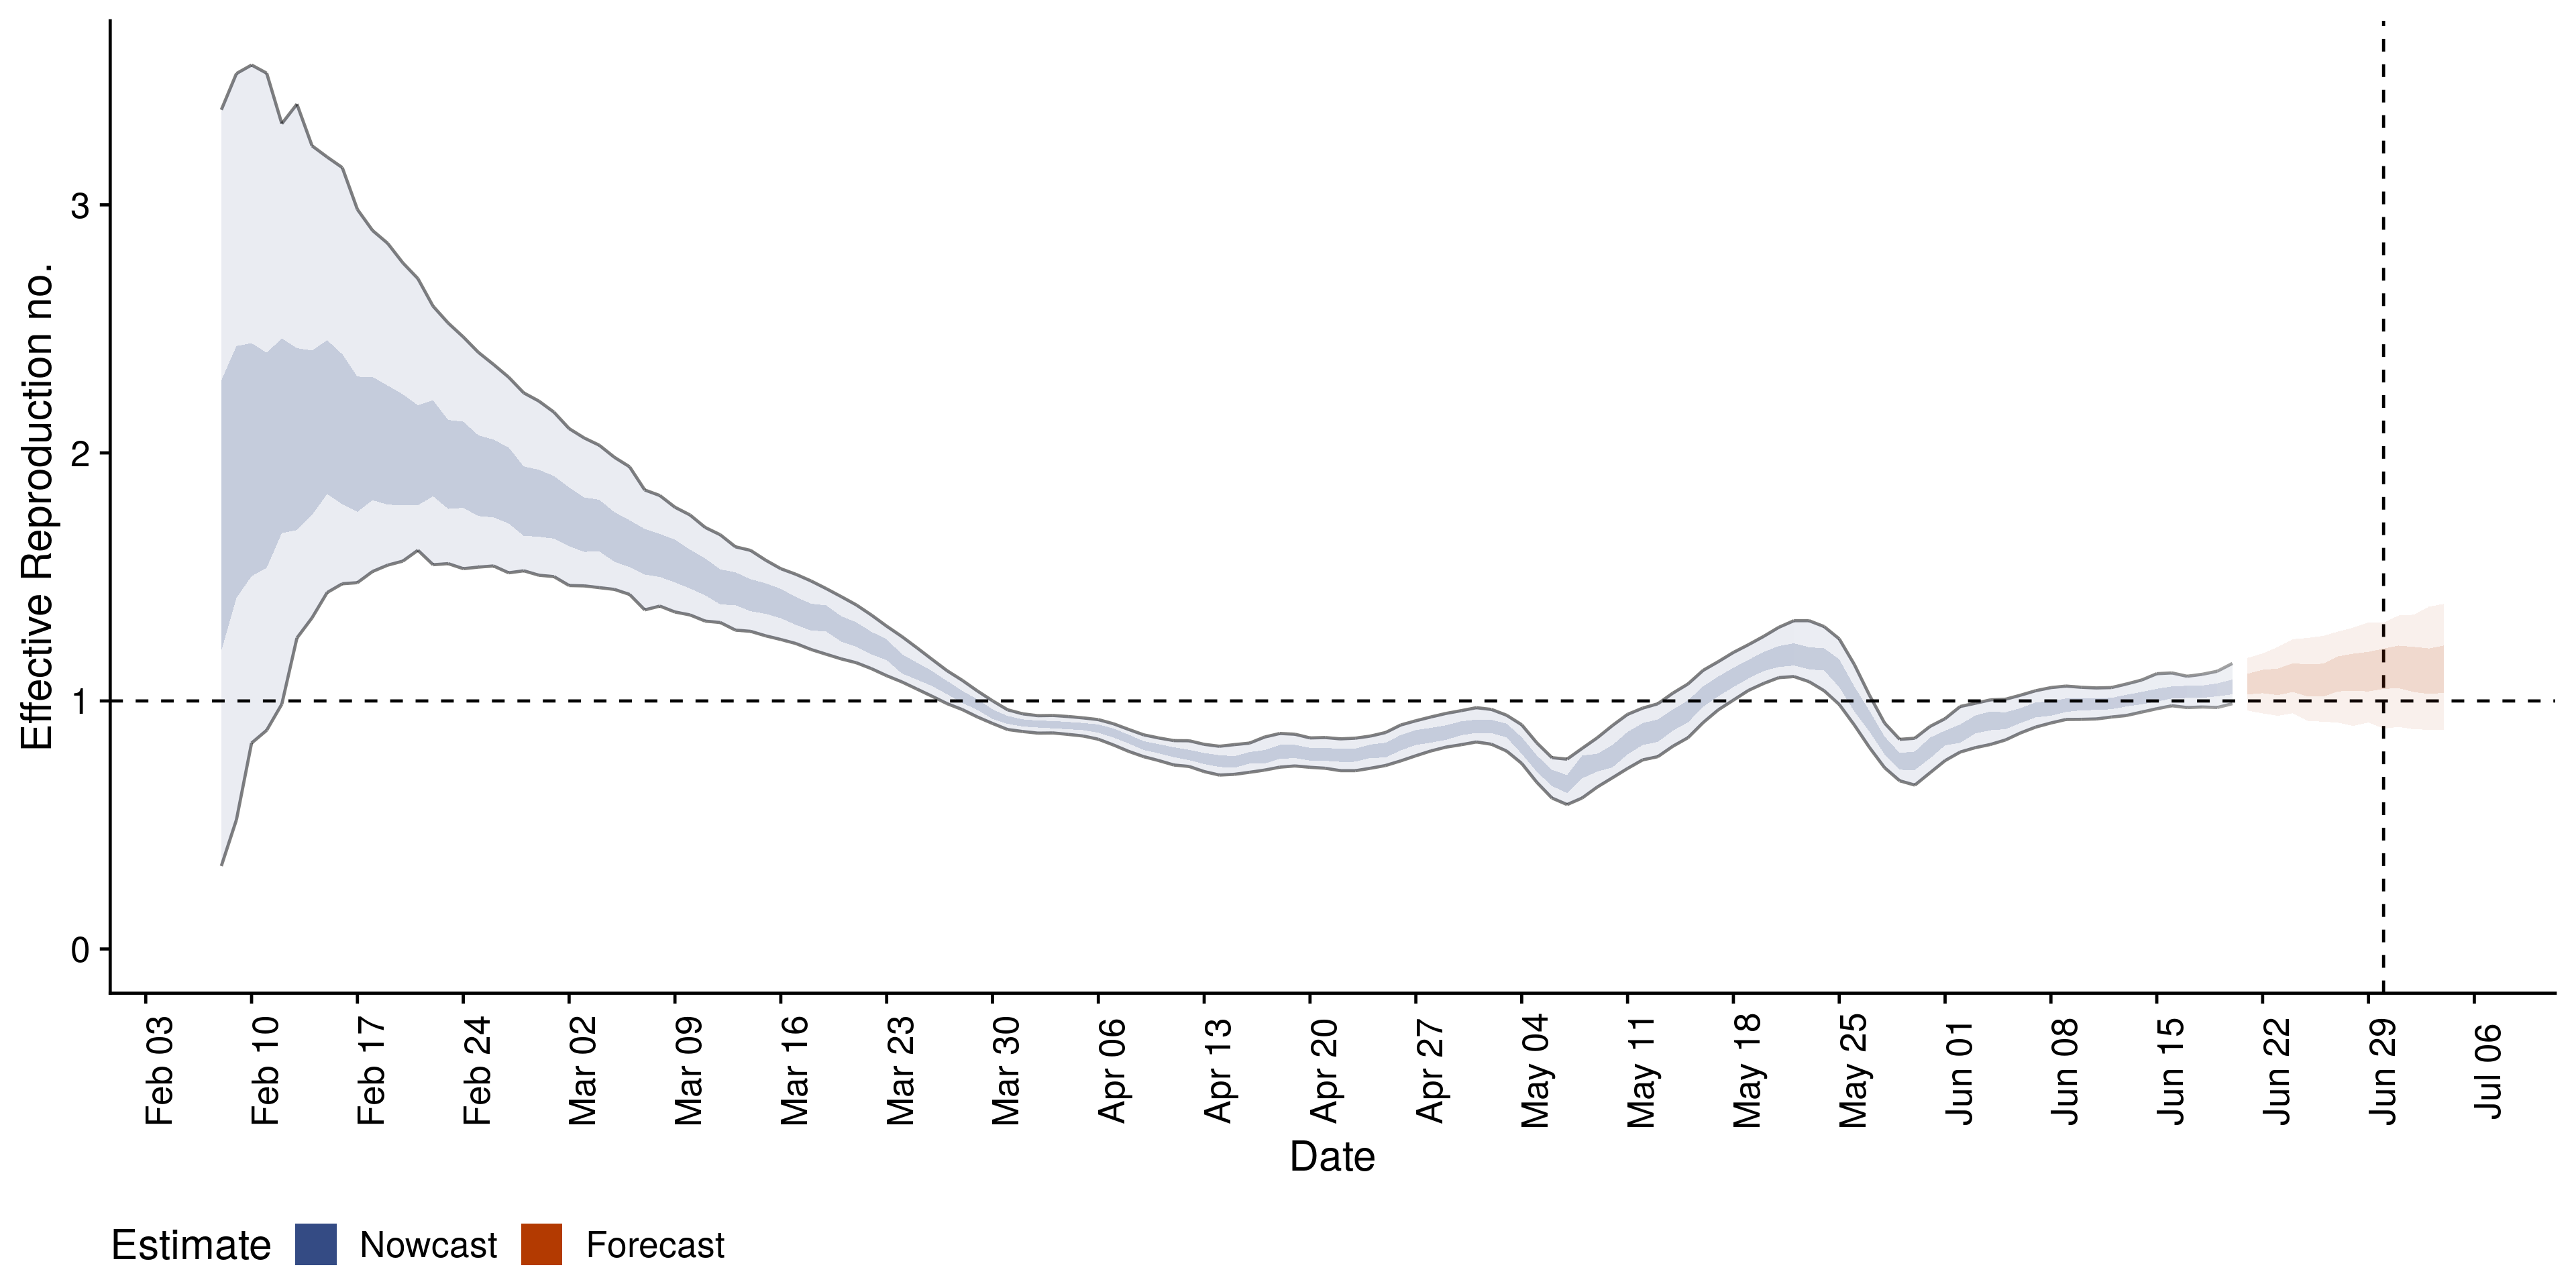 Effective Reproduction no.
3
2
1
0
Feb 03
Feb 10
Feb 17
Feb 24
Mar 02
Mar 09
Mar 16
Mar 23
Mar 30
Apr 06
Apr 13
Apr 20
Apr 27
May 04
May 11
May 18
May 25
Jun 01
Jun 08
Jun 15
Jun 22
Jun 29
Jul 06
Date
Estimate Nowcast Forecast